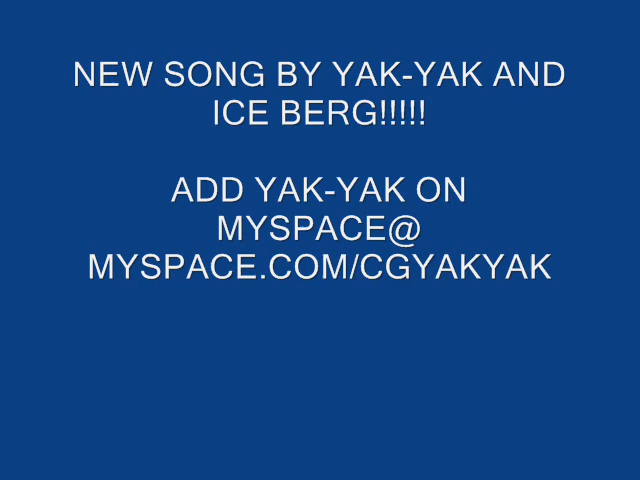 NEW SONG BY YAK-YAK AND
ICE BERG!!!!!
ADD YAK-YAK ON
MYSPACE@
MYSPACE.COM/CGYAKYAK